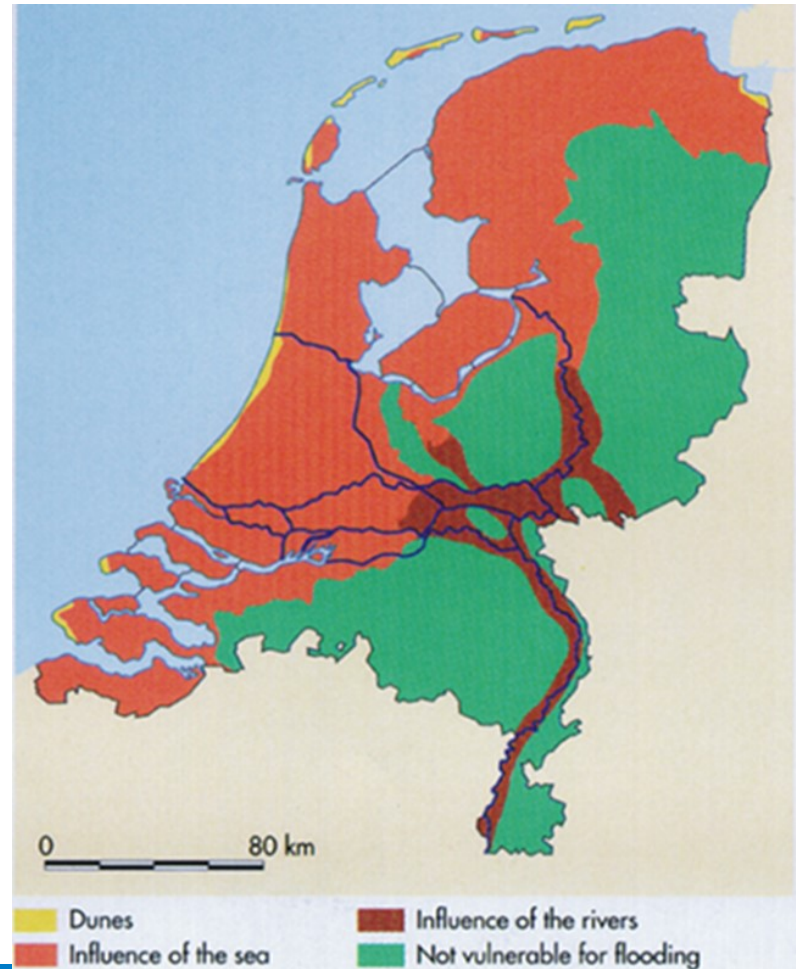 0 80 km
Dunes
Influence of the sea
Influence of the rivers
Not vulnerable for flooding